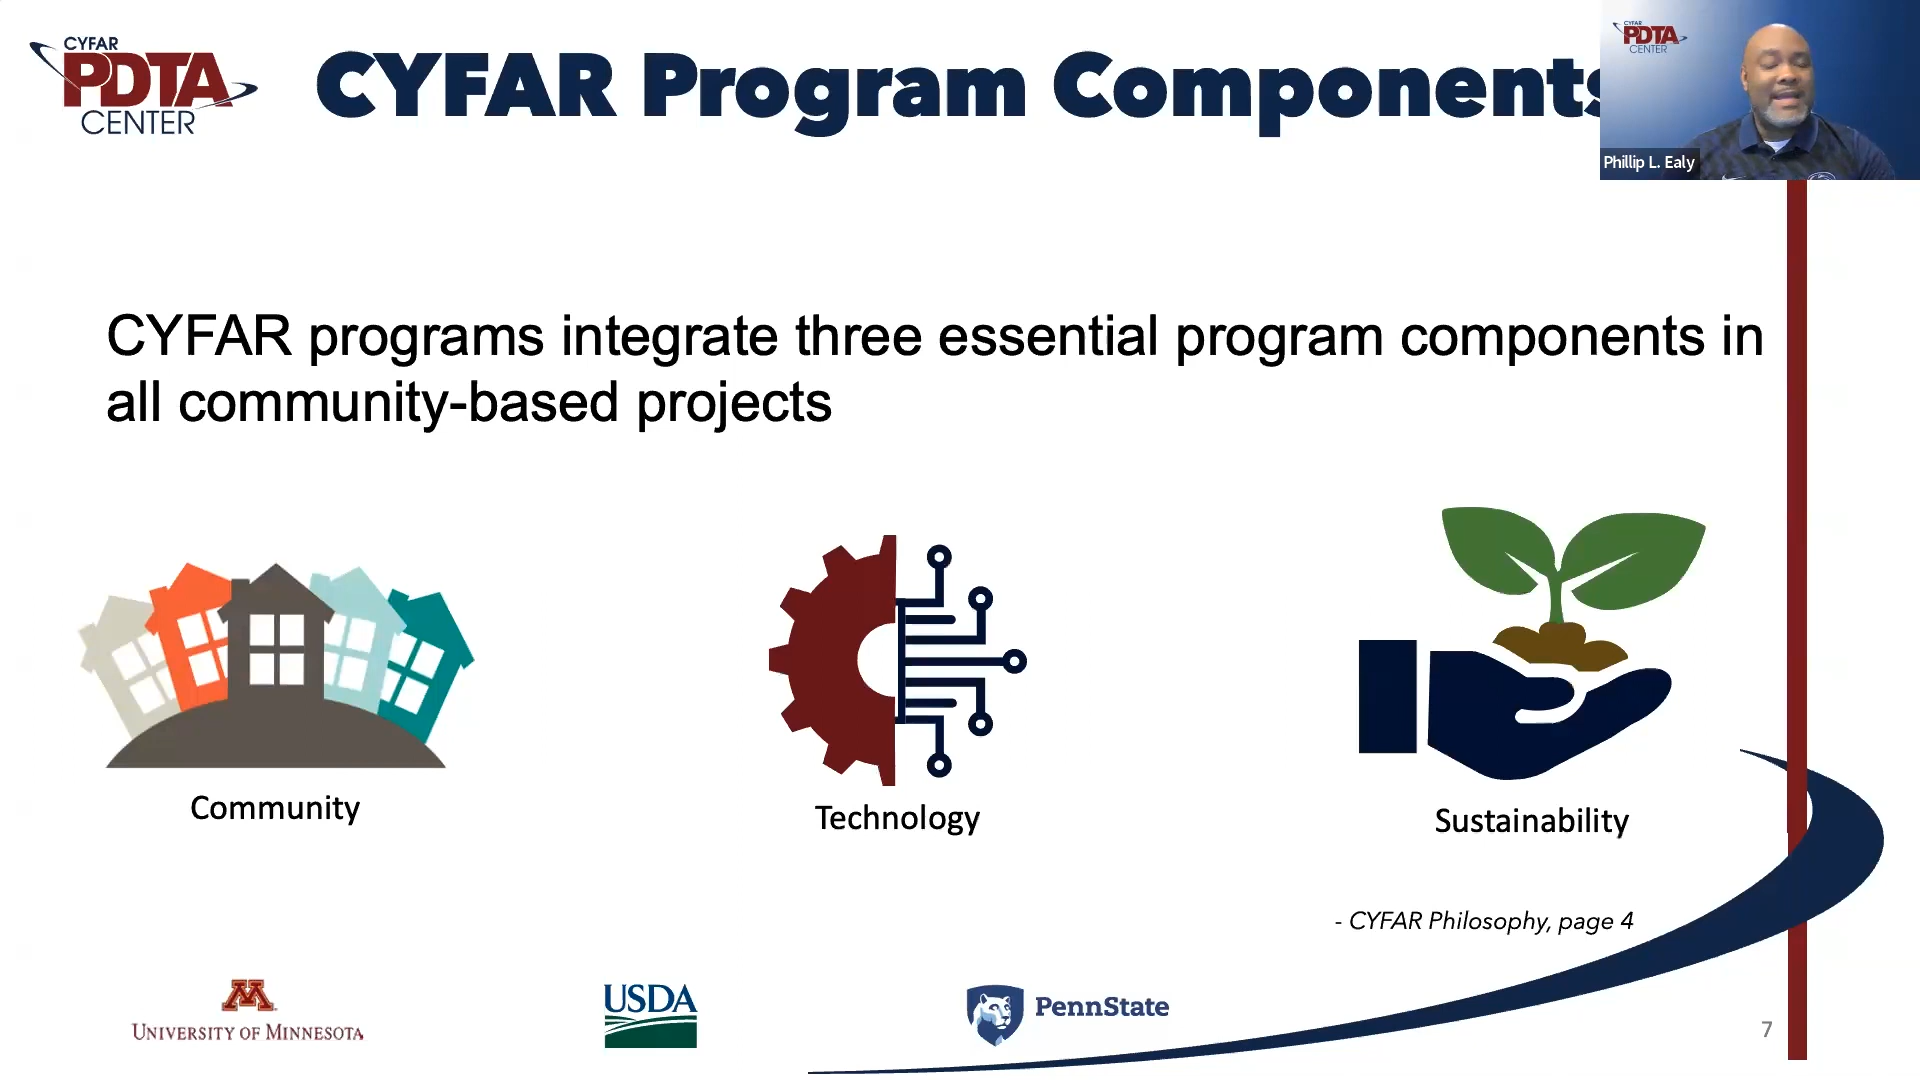 CYFAR
PDTA
CENTER
CYFAR Program Components
CYFAR
PDTA
CENTER
Phillip L. Ealy
CYFAR programs integrate three essential program components in
all community-based projects
Community
Technology
Sustainability
- CYFAR Philosophy, page 4
M
UNIVERSITY OF MINNESOTA
USDA
PennState
7